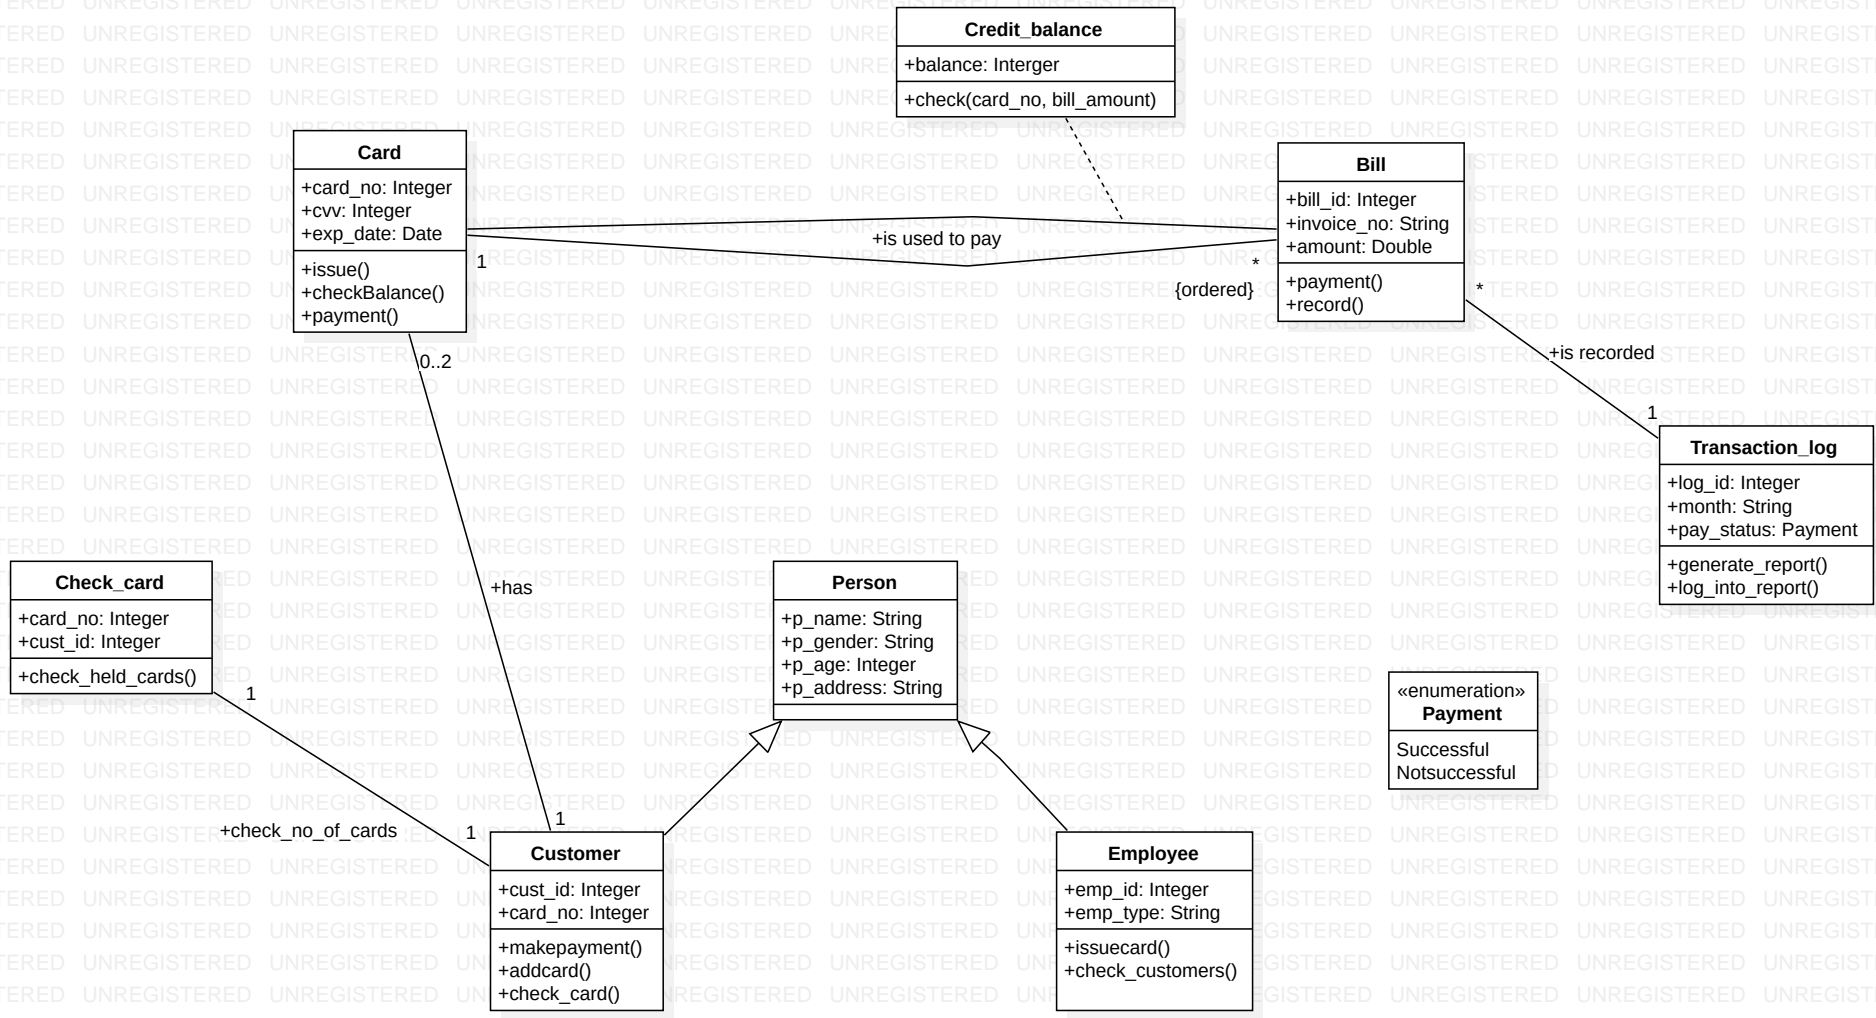 Credit_balance
+balance: Interger
+check(card_no, bill_amount)
Card
+card_no: Integer
+cvv: Integer
+exp_date: Date
+issue()
+checkBalance()
+payment()
Bill
+bill_id: Integer
+invoice_no: String
+amount: Double
+payment()
+record()
+is used to pay
1
*
{ordered}
*
+is recorded
1
0..2
+has
1
Transaction_log
+log_id: Integer
+month: String
+pay_status: Payment
+generate_report()
+log_into_report()
Check_card
+card_no: Integer
+cust_id: Integer
+check_held_cards()
1
+check_no_of_cards
1
Person
+p_name: String
+p_gender: String
+p_age: Integer
+p_address: String
«enumeration»
Payment
Successful
Notsuccessful
Customer
+cust_id: Integer
+card_no: Integer
+makepayment()
+addcard()
+check_card()
Employee
+emp_id: Integer
+emp_type: String
+issuecard()
+check_customers()
UNREGISTERED